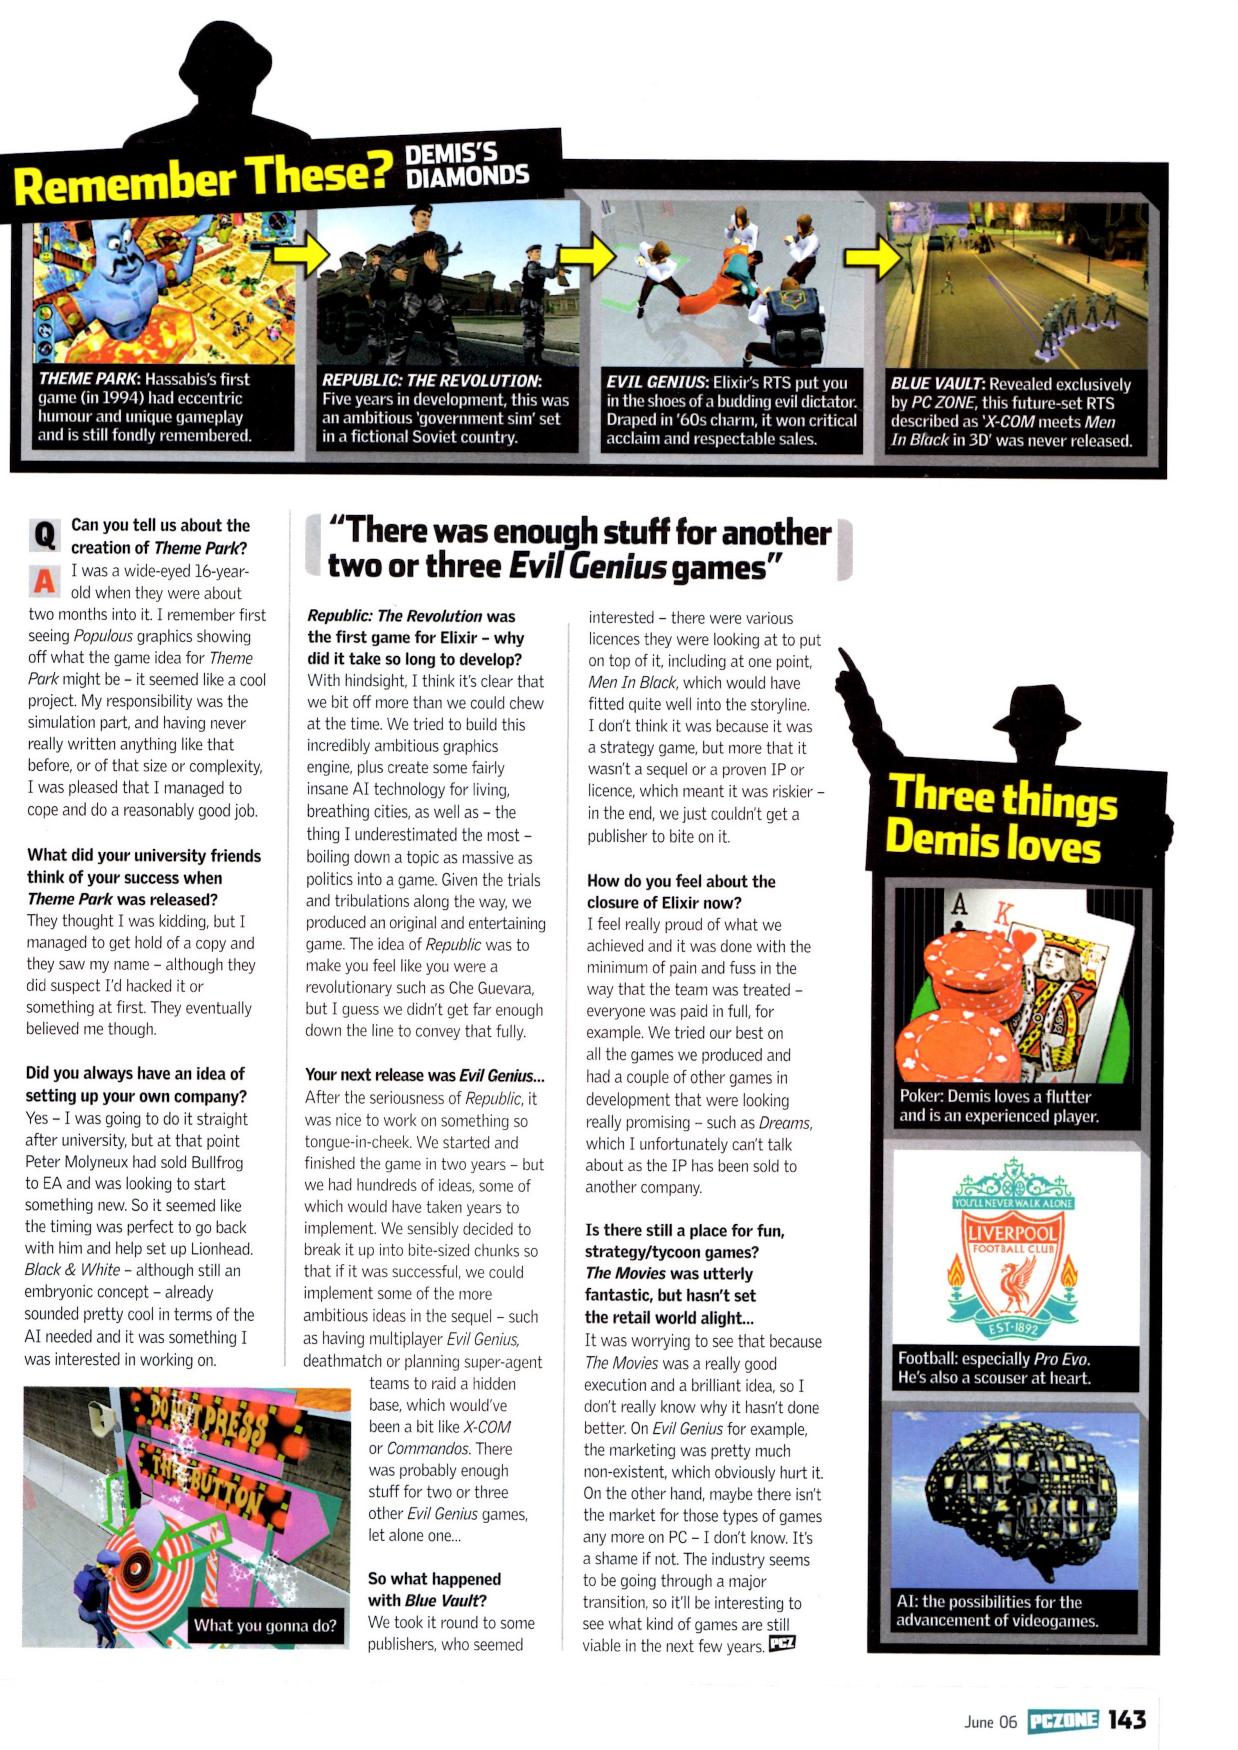 Remember These? DEMIS'S
DIAMONDS
THEME PARK: Hassabis's first
game (in 1994) had eccentric
humour and unique gameplay
and is still fondly remembered.
REPUBLIC: THE REVOLUTION:
Five years in development, this was
an ambitious 'government sim' set
in a fictional Soviet country.
EVIL GENIUS: Elixir's RTS put you
in the shoes of a budding evil dictator.
Draped in '60s charm, it won critical
acclaim and respectable sales.
BLUE VAULT: Revealed exclusively
by PC ZONE, this future-set RTS
described as 'X-COM meets Men
In Black in 3D' was never released.
Q Can you tell us about the
creation of Theme Park?
A I was a wide-eyed 16-year-
old when they were about
two months into it. I remember first
seeing Populous graphics showing
off what the game idea for Theme
Park might be – it seemed like a cool
project. My responsibility was the
simulation part, and having never
really written anything like that
before, or of that size or complexity,
I was pleased that I managed to
cope and do a reasonably good job.
What did your university friends
think of your success when
Theme Park was released?
They thought I was kidding, but I
managed to get hold of a copy and
they saw my name – although they
did suspect I'd hacked it or
something at first. They eventually
believed me though.
Did you always have an idea of
setting up your own company?
Yes – I was going to do it straight
after university, but at that point
Peter Molyneux had sold Bullfrog
to EA and was looking to start
something new. So it seemed like
the timing was perfect to go back
with him and help set up Lionhead.
Black & White – although still an
embryonic concept – already
sounded pretty cool in terms of the
AI needed and it was something I
was interested in working on.
DO NOT PRESS
THIS BUTTON
What you gonna do?
"There was enough stuff for another
two or three Evil Genius games"
Republic: The Revolution was
the first game for Elixir – why
did it take so long to develop?
With hindsight, I think it's clear that
we bit off more than we could chew
at the time. We tried to build this
incredibly ambitious graphics
engine, plus create some fairly
insane AI technology for living,
breathing cities, as well as – the
thing I underestimated the most –
boiling down a topic as massive as
politics into a game. Given the trials
and tribulations along the way, we
produced an original and entertaining
game. The idea of Republic was to
make you feel like you were a
revolutionary such as Che Guevara,
but I guess we didn't get far enough
down the line to convey that fully.
Your next release was Evil Genius...
After the seriousness of Republic, it
was nice to work on something so
tongue-in-cheek. We started and
finished the game in two years – but
we had hundreds of ideas, some of
which would have taken years to
implement. We sensibly decided to
break it up into bite-sized chunks so
that if it was successful, we could
implement some of the more
ambitious ideas in the sequel – such
as having multiplayer Evil Genius,
deathmatch or planning super-agent
teams to raid a hidden
base, which would've
been a bit like X-COM
or Commandos. There
was probably enough
stuff for two or three
other Evil Genius games,
let alone one...
So what happened
with Blue Vault?
We took it round to some
publishers, who seemed
interested – there were various
licences they were looking at to put
on top of it, including at one point,
Men In Black, which would have
fitted quite well into the storyline.
I don't think it was because it was
a strategy game, but more that it
wasn't a sequel or a proven IP or
licence, which meant it was riskier –
in the end, we just couldn't get a
publisher to bite on it.
How do you feel about the
closure of Elixir now?
I feel really proud of what we
achieved and it was done with the
minimum of pain and fuss in the
way that the team was treated –
everyone was paid in full, for
example. We tried our best on
all the games we produced and
had a couple of other games in
development that were looking
really promising – such as Dreams,
which I unfortunately can't talk
about as the IP has been sold to
another company.
Is there still a place for fun,
strategy/tycoon games?
The Movies was utterly
fantastic, but hasn't set
the retail world alight...
It was worrying to see that because
The Movies was a really good
execution and a brilliant idea, so I
don't really know why it hasn't done
better. On Evil Genius for example,
the marketing was pretty much
non-existent, which obviously hurt it.
On the other hand, maybe there isn't
the market for those types of games
any more on PC – I don't know. It's
a shame if not. The industry seems
to be going through a major
transition, so it'll be interesting to
see what kind of games are still
viable in the next few years. PCZ
Three things
Demis loves
A K
Poker: Demis loves a flutter
and is an experienced player.
YOU'LL NEVER WALK ALONE
LIVERPOOL
FOOTBALL CLUB
EST·1892
Football: especially Pro Evo.
He's also a scouser at heart.
AI: the possibilities for the
advancement of videogames.
June 06 PCZONE 143